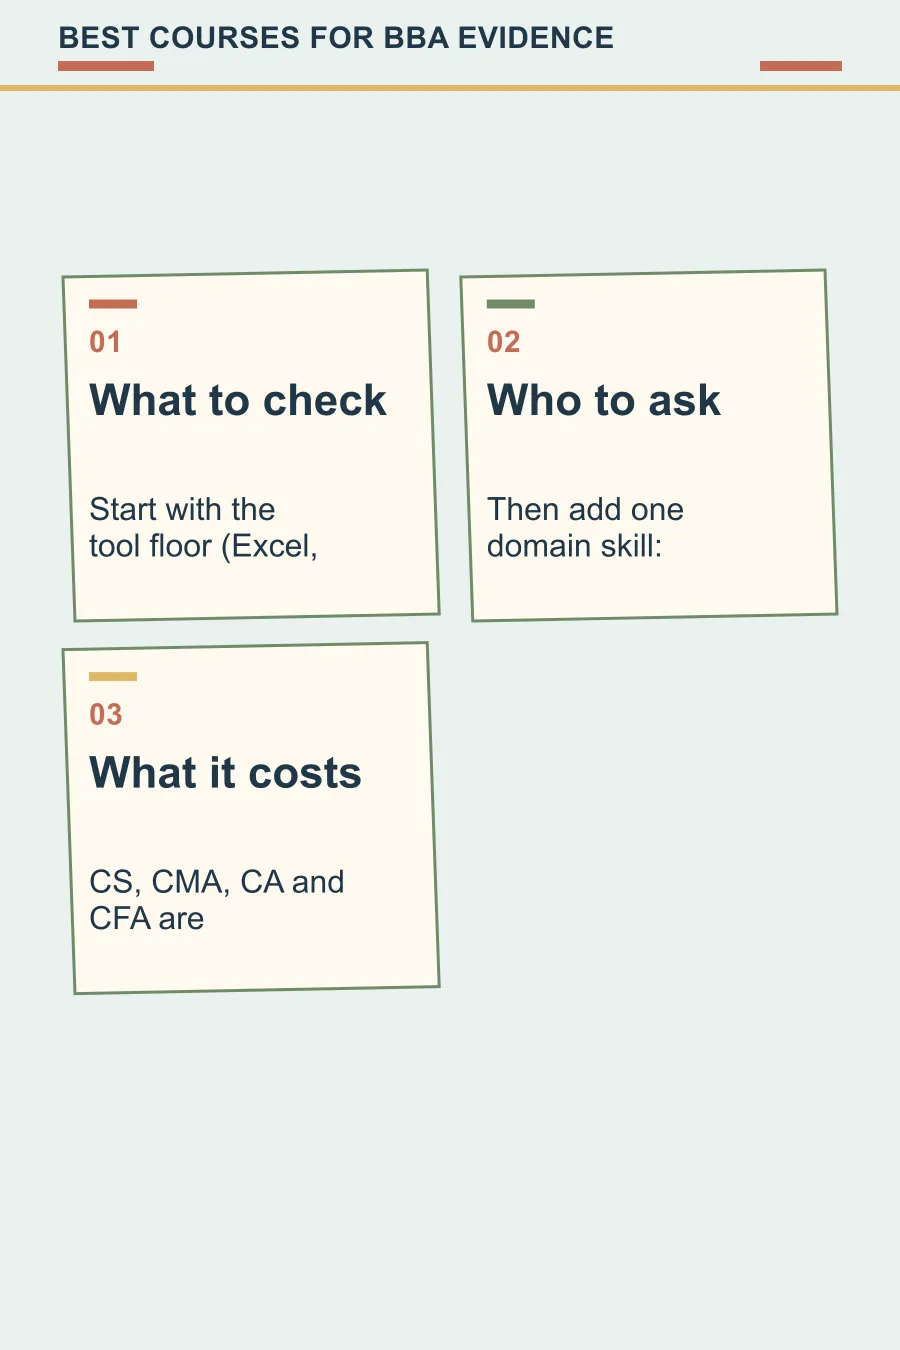 BEST COURSES FOR BBA EVIDENCE
01
What to check
Start with the
tool floor (Excel,
02
Who to ask
Then add one
domain skill:
03
What it costs
CS, CMA, CA and
CFA are